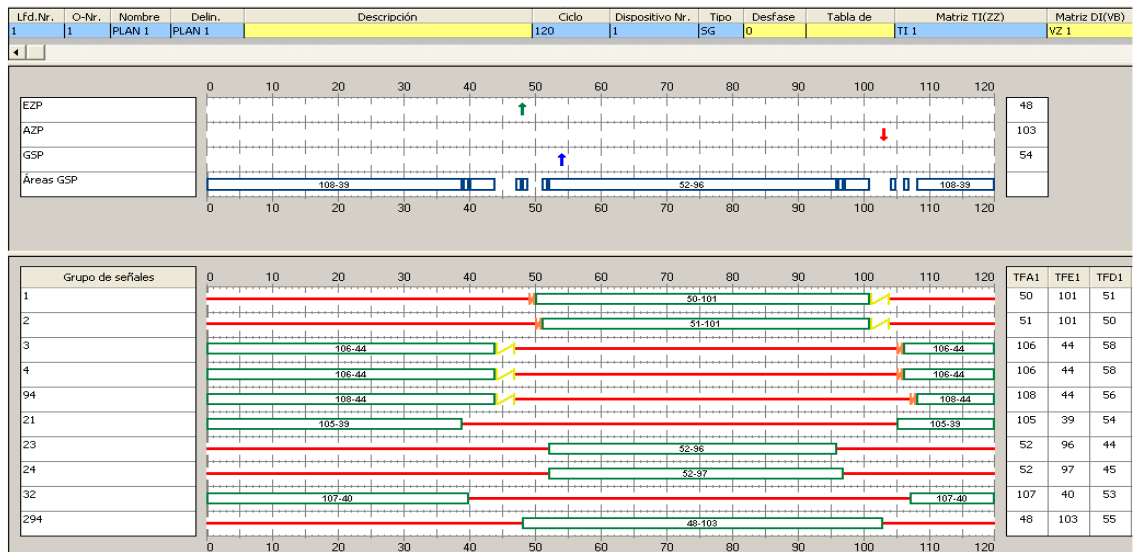 Lfd.Nr. O-Nr. Nombre Delin. Descripción Ciclo Dispositivo Nr. Tipo Desfase Tabla de Matriz TI(ZZ) Matriz DI(VB)
1 1 PLAN 1 PLAN 1 120 1 SG 0 TI 1 VZ 1
0 10 20 30 40 50 60 70 80 90 100 110 120
EZP 48
AZP 103
GSP 54
Áreas GSP 108-39 52-96 108-39
0 10 20 30 40 50 60 70 80 90 100 110 120
Grupo de señales 0 10 20 30 40 50 60 70 80 90 100 110 120 TFA1 TFE1 TFD1
1 50-101 50 101 51
2 51-101 51 101 50
3 106-44 106-44 106 44 58
4 106-44 106-44 106 44 58
94 108-44 108-44 108 44 56
21 105-39 105-39 105 39 54
23 52-96 52 96 44
24 52-97 52 97 45
32 107-40 107-40 107 40 53
294 48-103 48 103 55
0 10 20 30 40 50 60 70 80 90 100 110 120